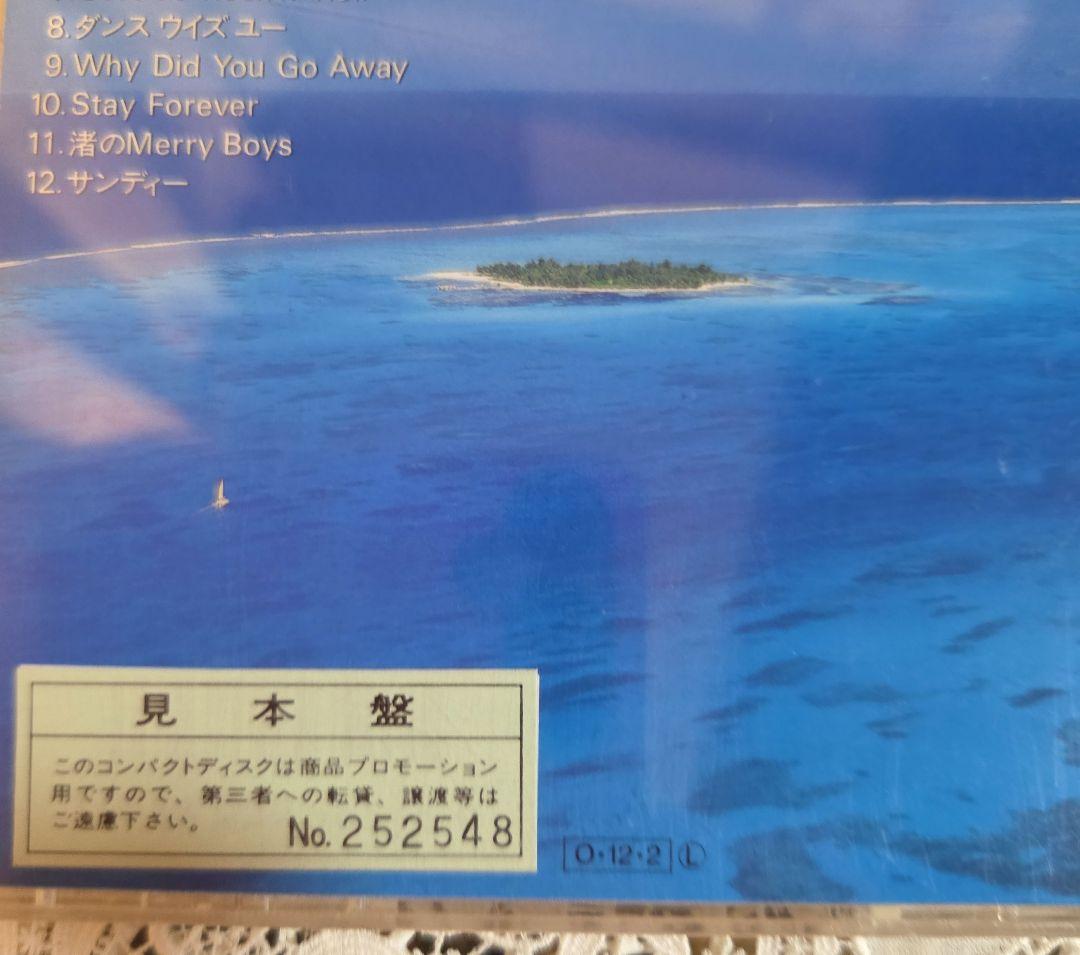 8.ダンス ウイズ ユー
9.Why Did You Go Away
10.Stay Forever
11.渚のMerry Boys
12.サンディー
見本盤
このコンパクトディスクは商品プロモーション
用ですので、第三者への転貸、譲渡等は
ご遠慮下さい。
No.252548
O・12・2 Ⓛ